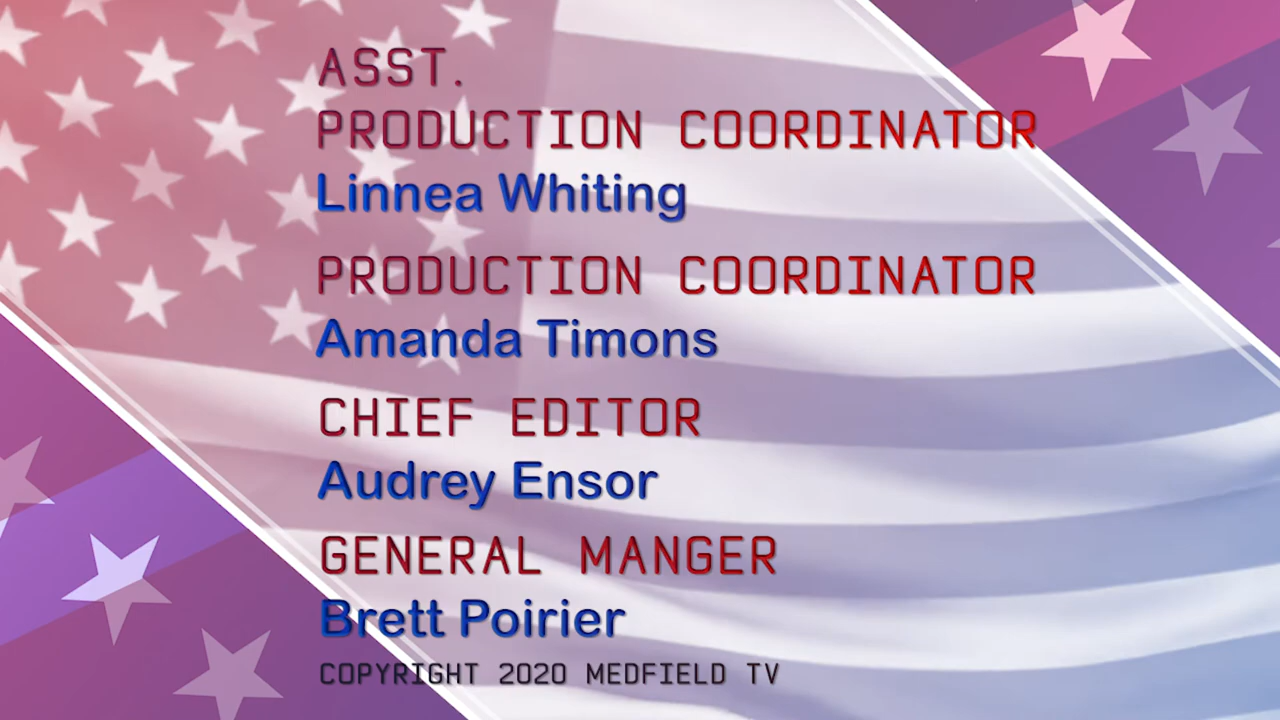 ASST.
PRODUCTION COORDINATOR
Linnea Whiting
PRODUCTION COORDINATOR
Amanda Timons
CHIEF EDITOR
Audrey Ensor
GENERAL MANGER
Brett Poirier
COPYRIGHT 2020 MEDFIELD TV